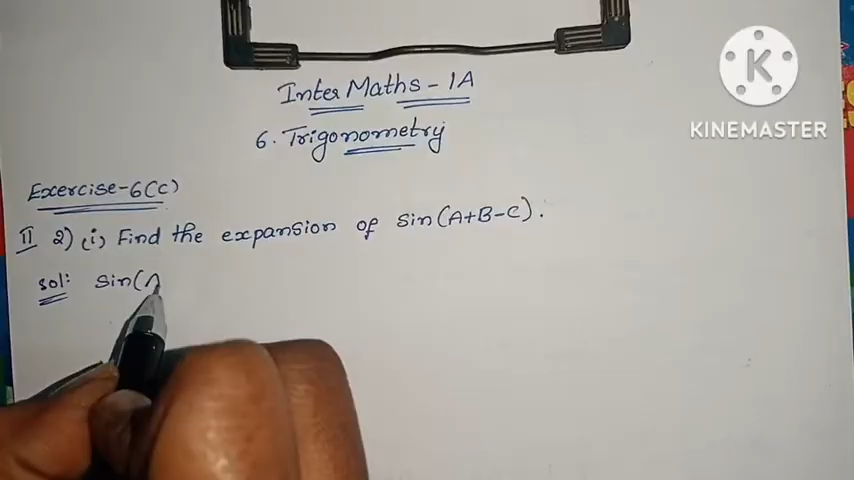 Inter Maths - 1A
6. Trigonometry
Exercise-6(c)
II 2) (i) Find the expansion of sin(A+B-C).
Sol: sin(A
K
KINEMASTER